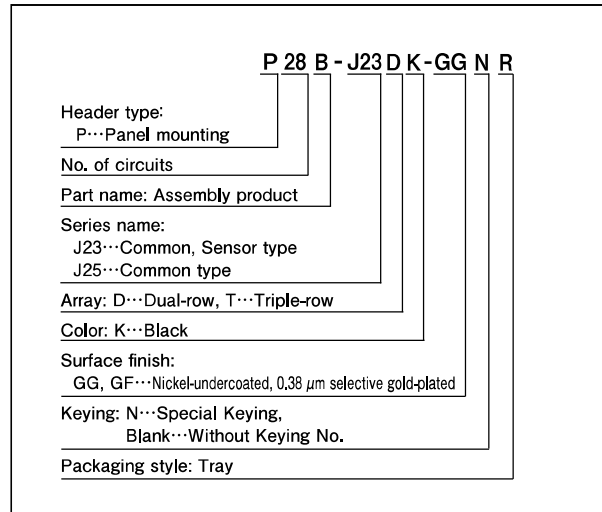 P 28 B - J23 D K - GG N R
Header type:
P···Panel mounting
No. of circuits
Part name: Assembly product
Series name:
J23···Common, Sensor type
J25···Common type
Array: D···Dual-row, T···Triple-row
Color: K···Black
Surface finish:
GG, GF···Nickel-undercoated, 0.38 μm selective gold-plated
Keying: N···Special Keying,
Blank···Without Keying No.
Packaging style: Tray